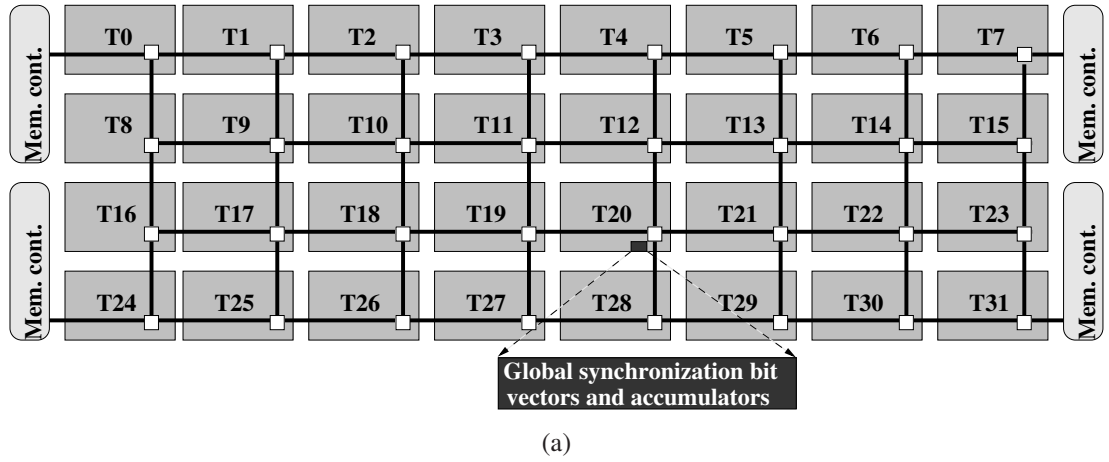 T0 T1 T2 T3 T4 T5 T6 T7
Mem. cont.
Mem. cont.
T8 T9 T10 T11 T12 T13 T14 T15
T16 T17 T18 T19 T20 T21 T22 T23
Mem. cont.
Mem. cont.
T24 T25 T26 T27 T28 T29 T30 T31
Global synchronization bit
vectors and accumulators
(a)